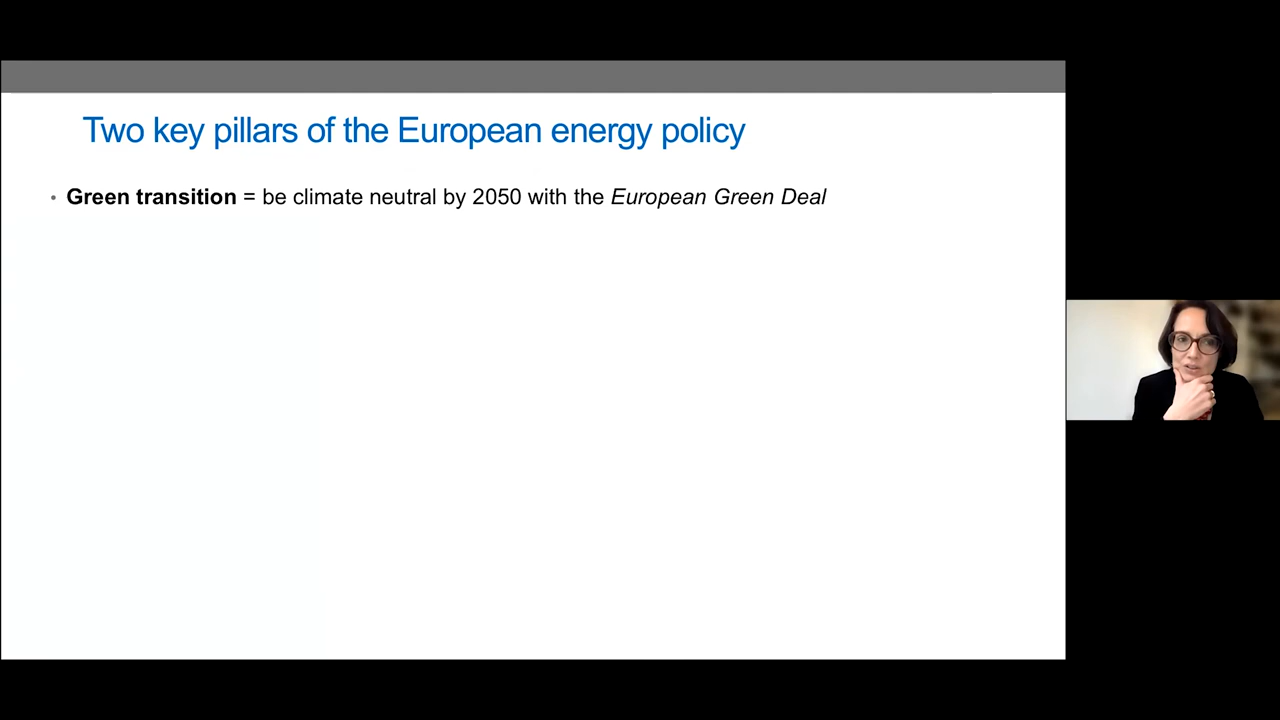 Two key pillars of the European energy policy
• Green transition = be climate neutral by 2050 with the European Green Deal